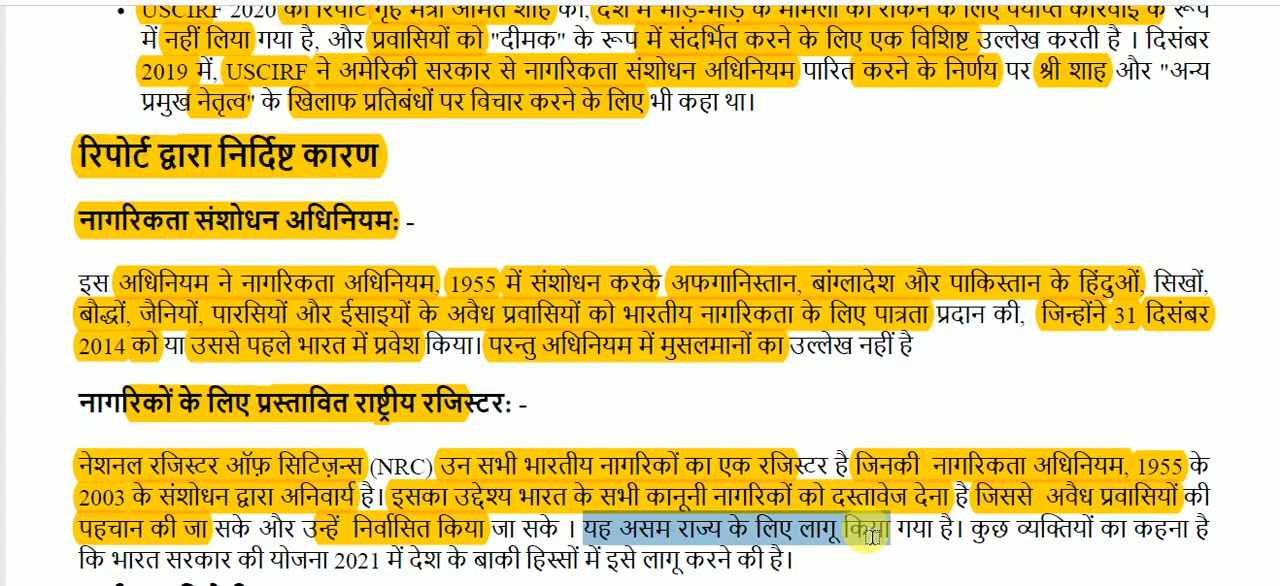 USCIRF 2020 की रिपोर्ट गृह मंत्री अमित शाह को, देश में मॉड़-मॉड़ के मामलों को रोकने के लिए पर्याप्त कार्रवाई के रूप
में नहीं लिया गया है, और प्रवासियों को "दीमक" के रूप में संदर्भित करने के लिए एक विशिष्ट उल्लेख करती है । दिसंबर
2019 में, USCIRF ने अमेरिकी सरकार से नागरिकता संशोधन अधिनियम पारित करने के निर्णय पर श्री शाह और "अन्य
प्रमुख नेतृत्व" के खिलाफ प्रतिबंधों पर विचार करने के लिए भी कहा था।
रिपोर्ट द्वारा निर्दिष्ट कारण
नागरिकता संशोधन अधिनियम: -
इस अधिनियम ने नागरिकता अधिनियम, 1955 में संशोधन करके अफगानिस्तान, बांग्लादेश और पाकिस्तान के हिंदुओं, सिखों,
बौद्धों, जैनियों, पारसियों और ईसाइयों के अवैध प्रवासियों को भारतीय नागरिकता के लिए पात्रता प्रदान की, जिन्होंने 31 दिसंबर
2014 को या उससे पहले भारत में प्रवेश किया। परन्तु अधिनियम में मुसलमानों का उल्लेख नहीं है
नागरिकों के लिए प्रस्तावित राष्ट्रीय रजिस्टर: -
नेशनल रजिस्टर ऑफ़ सिटिज़न्स (NRC) उन सभी भारतीय नागरिकों का एक रजिस्टर है जिनकी नागरिकता अधिनियम, 1955 के
2003 के संशोधन द्वारा अनिवार्य है। इसका उद्देश्य भारत के सभी कानूनी नागरिकों को दस्तावेज देना है जिससे अवैध प्रवासियों की
पहचान की जा सके और उन्हें निर्वासित किया जा सके । यह असम राज्य के लिए लागू किया गया है। कुछ व्यक्तियों का कहना है
कि भारत सरकार की योजना 2021 में देश के बाकी हिस्सों में इसे लागू करने की है।